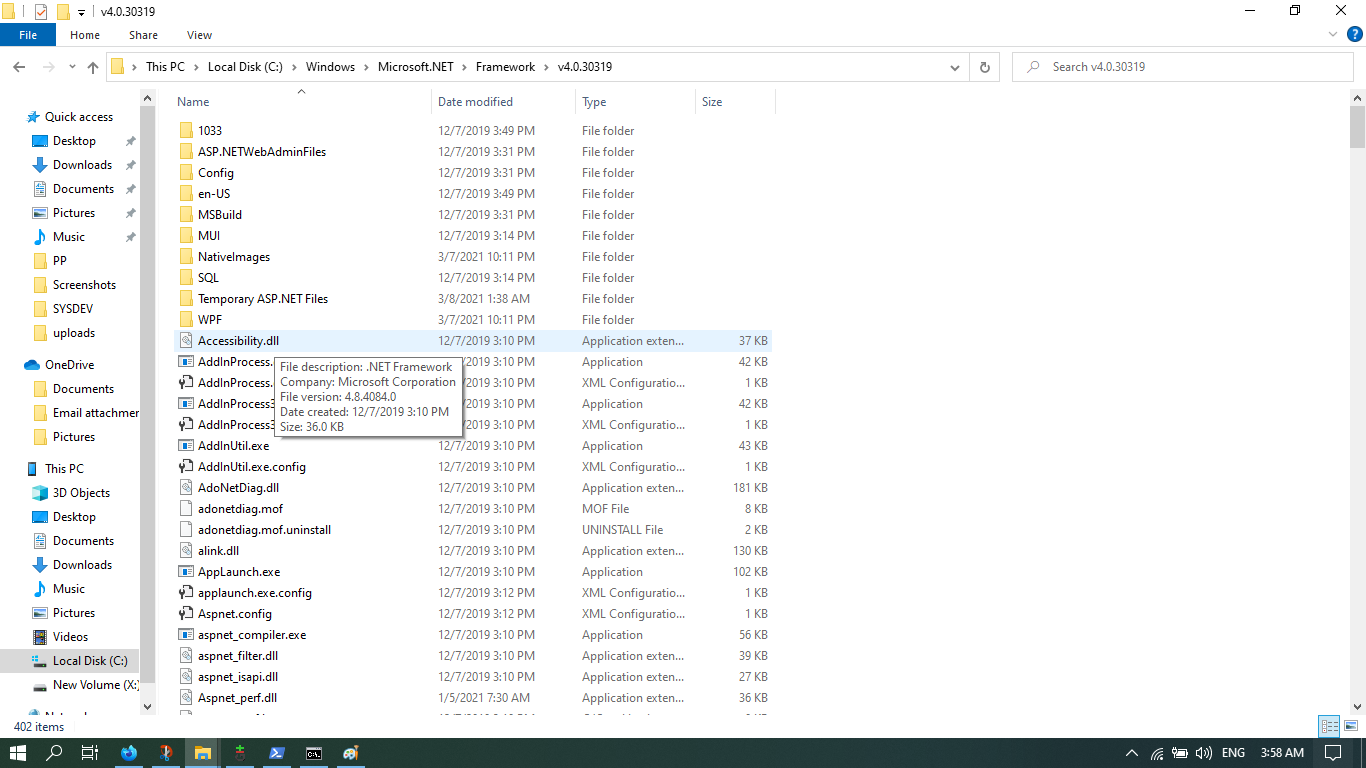 v4.0.30319
File Home Share View
This PC Local Disk (C:) Windows Microsoft.NET Framework v4.0.30319 Search v4.0.30319
Quick access
Desktop
Downloads
Documents
Pictures
Music
PP
Screenshots
SYSDEV
uploads
OneDrive
Documents
Email attachmen
Pictures
This PC
3D Objects
Desktop
Documents
Downloads
Music
Pictures
Videos
Local Disk (C:)
New Volume (X:)
Name Date modified Type Size
1033 12/7/2019 3:49 PM File folder
ASP.NETWebAdminFiles 12/7/2019 3:31 PM File folder
Config 12/7/2019 3:31 PM File folder
en-US 12/7/2019 3:49 PM File folder
MSBuild 12/7/2019 3:31 PM File folder
MUI 12/7/2019 3:14 PM File folder
NativeImages 3/7/2021 10:11 PM File folder
SQL 12/7/2019 3:14 PM File folder
Temporary ASP.NET Files 3/8/2021 1:38 AM File folder
WPF 3/7/2021 10:11 PM File folder
Accessibility.dll 12/7/2019 3:10 PM Application exten... 37 KB
AddInProcess. 7/2019 3:10 PM Application 42 KB
AddInProcess. 7/2019 3:10 PM XML Configuratio... 1 KB
AddInProcess3 7/2019 3:10 PM Application 42 KB
AddInProcess3 7/2019 3:10 PM XML Configuratio... 1 KB
File description: .NET Framework
Company: Microsoft Corporation
File version: 4.8.4084.0
Date created: 12/7/2019 3:10 PM
Size: 36.0 KB
AddInUtil.exe 12/7/2019 3:10 PM Application 43 KB
AddInUtil.exe.config 12/7/2019 3:10 PM XML Configuratio... 1 KB
AdoNetDiag.dll 12/7/2019 3:10 PM Application exten... 181 KB
adonetdiag.mof 12/7/2019 3:10 PM MOF File 8 KB
adonetdiag.mof.uninstall 12/7/2019 3:10 PM UNINSTALL File 2 KB
alink.dll 12/7/2019 3:10 PM Application exten... 130 KB
AppLaunch.exe 12/7/2019 3:10 PM Application 102 KB
applaunch.exe.config 12/7/2019 3:12 PM XML Configuratio... 1 KB
Aspnet.config 12/7/2019 3:12 PM XML Configuratio... 1 KB
aspnet_compiler.exe 12/7/2019 3:10 PM Application 56 KB
aspnet_filter.dll 12/7/2019 3:10 PM Application exten... 39 KB
aspnet_isapi.dll 12/7/2019 3:10 PM Application exten... 27 KB
Aspnet_perf.dll 1/5/2021 7:30 AM Application exten... 36 KB
402 items
ENG 3:58 AM